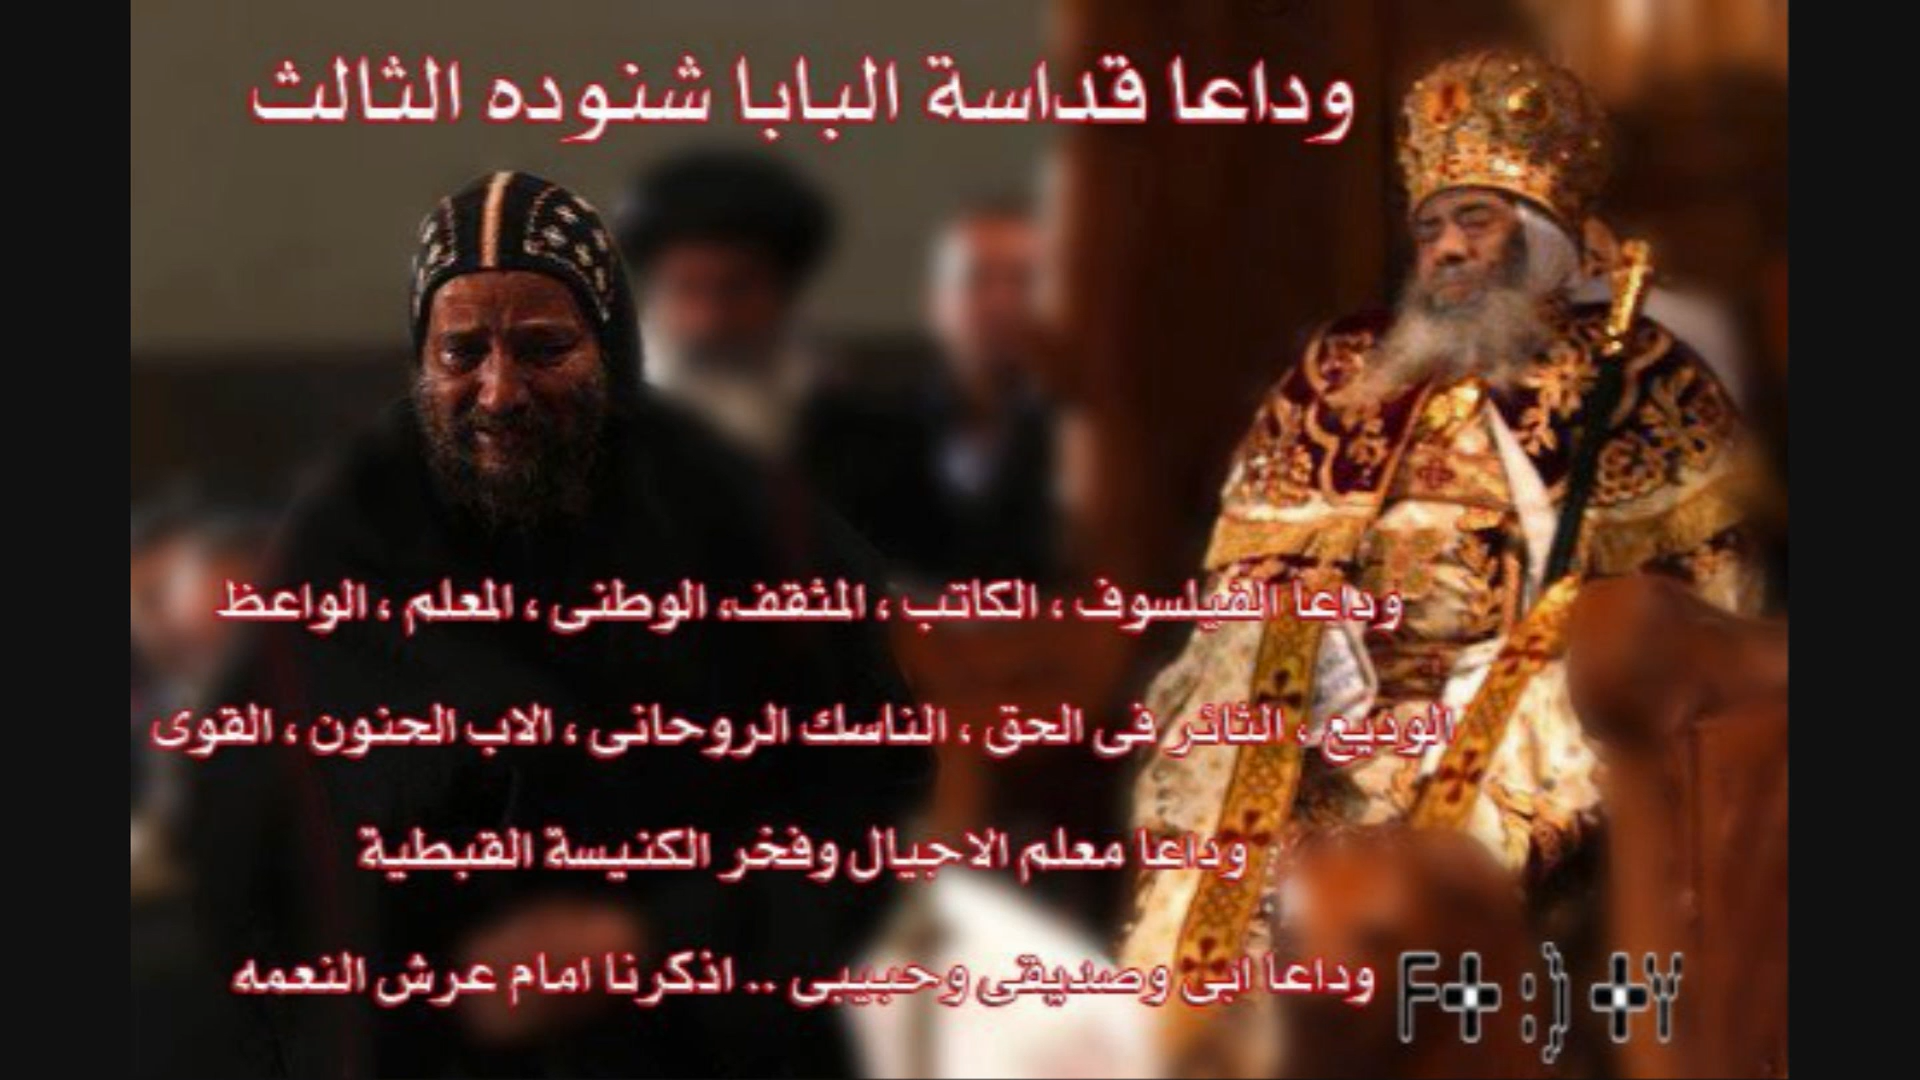 وداعا قداسة البابا شنوده الثالث
وداعا الفيلسوف ، الكاتب ، المثقف، الوطنى ، المعلم ، الواعظ
الوديع ، الثائر فى الحق ، الناسك الروحانى ، الاب الحنون ، القوى
وداعا معلم الاجيال وفخر الكنيسة القبطية
وداعا ابى وصديقى وحبيبى .. اذكرنا امام عرش النعمه